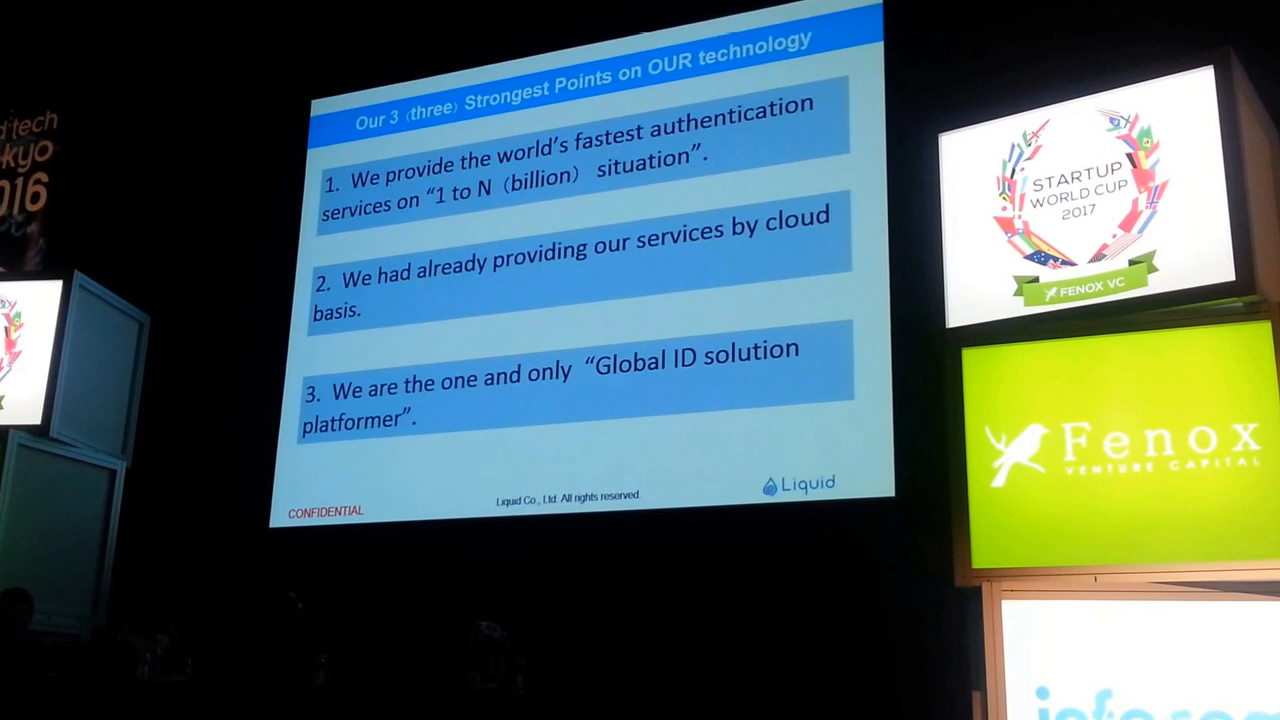 kyo
016
Our 3 (three) Strongest Points on OUR technology
1. We provide the world's fastest authentication
services on “1 to N (billion) situation”.
2. We had already providing our services by cloud
basis.
3. We are the one and only “Global ID solution
platformer”.
CONFIDENTIAL
Liquid Co., Ltd. All rights reserved.
Liquid
STARTUP
WORLD CUP
2017
FENOX VC
Fenox
VENTURE CAPITAL